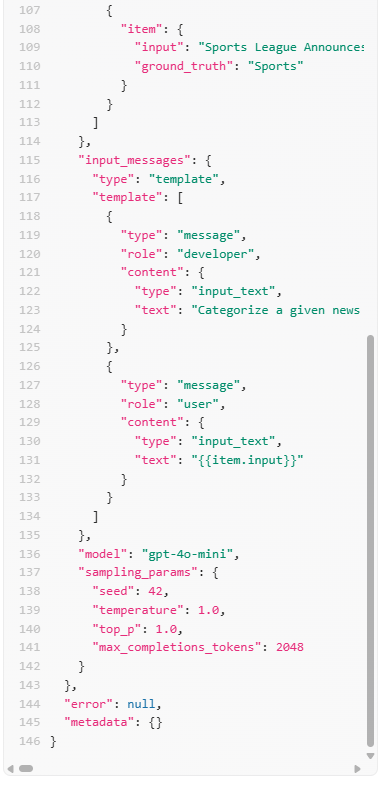 107 {
108 "item": {
109 "input": "Sports League Announces
110 "ground_truth": "Sports"
111 }
112 }
113 ]
114 },
115 "input_messages": {
116 "type": "template",
117 "template": [
118 {
119 "type": "message",
120 "role": "developer",
121 "content": {
122 "type": "input_text",
123 "text": "Categorize a given news
124 }
125 },
126 {
127 "type": "message",
128 "role": "user",
129 "content": {
130 "type": "input_text",
131 "text": "{{item.input}}"
132 }
133 }
134 ]
135 },
136 "model": "gpt-4o-mini",
137 "sampling_params": {
138 "seed": 42,
139 "temperature": 1.0,
140 "top_p": 1.0,
141 "max_completions_tokens": 2048
142 }
143 },
144 "error": null,
145 "metadata": {}
146 }